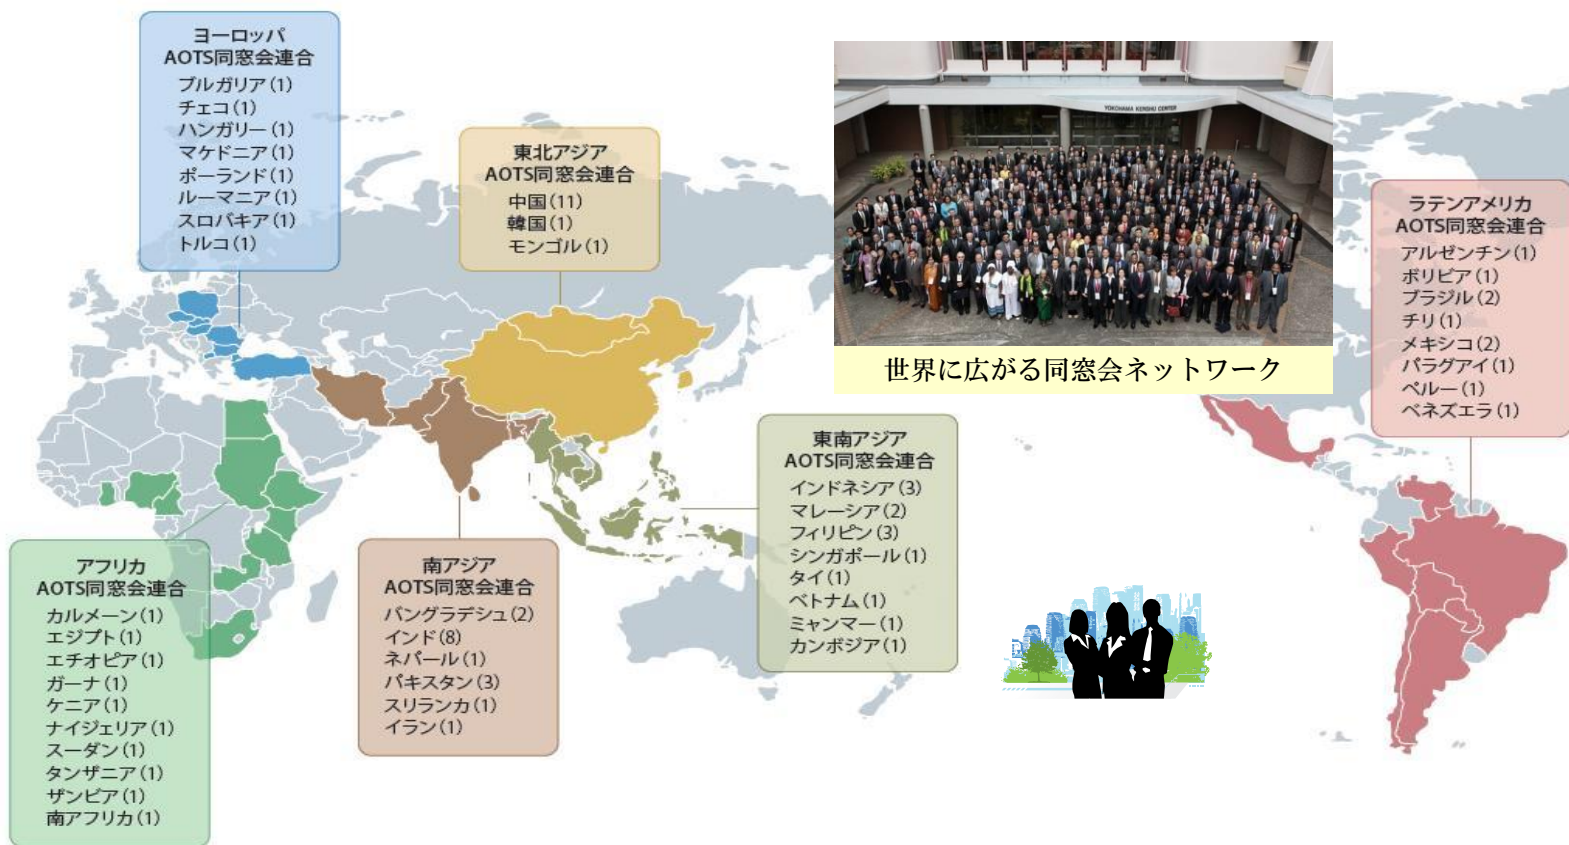 ヨーロッパ
AOTS同窓会連合
ブルガリア(1)
チェコ(1)
ハンガリー(1)
マケドニア(1)
ポーランド(1)
ルーマニア(1)
スロバキア(1)
トルコ(1)
東北アジア
AOTS同窓会連合
中国(11)
韓国(1)
モンゴル(1)
YOKOHAMA KENSHU CENTER
世界に広がる同窓会ネットワーク
ラテンアメリカ
AOTS同窓会連合
アルゼンチン(1)
ボリビア(1)
ブラジル(2)
チリ(1)
メキシコ(2)
パラグアイ(1)
ペルー(1)
ベネズエラ(1)
アフリカ
AOTS同窓会連合
カルメーン(1)
エジプト(1)
エチオピア(1)
ガーナ(1)
ケニア(1)
ナイジェリア(1)
スーダン(1)
タンザニア(1)
ザンビア(1)
南アフリカ(1)
南アジア
AOTS同窓会連合
バングラデシュ(2)
インド(8)
ネパール(1)
パキスタン(3)
スリランカ(1)
イラン(1)
東南アジア
AOTS同窓会連合
インドネシア(3)
マレーシア(2)
フィリピン(3)
シンガポール(1)
タイ(1)
ベトナム(1)
ミャンマー(1)
カンボジア(1)